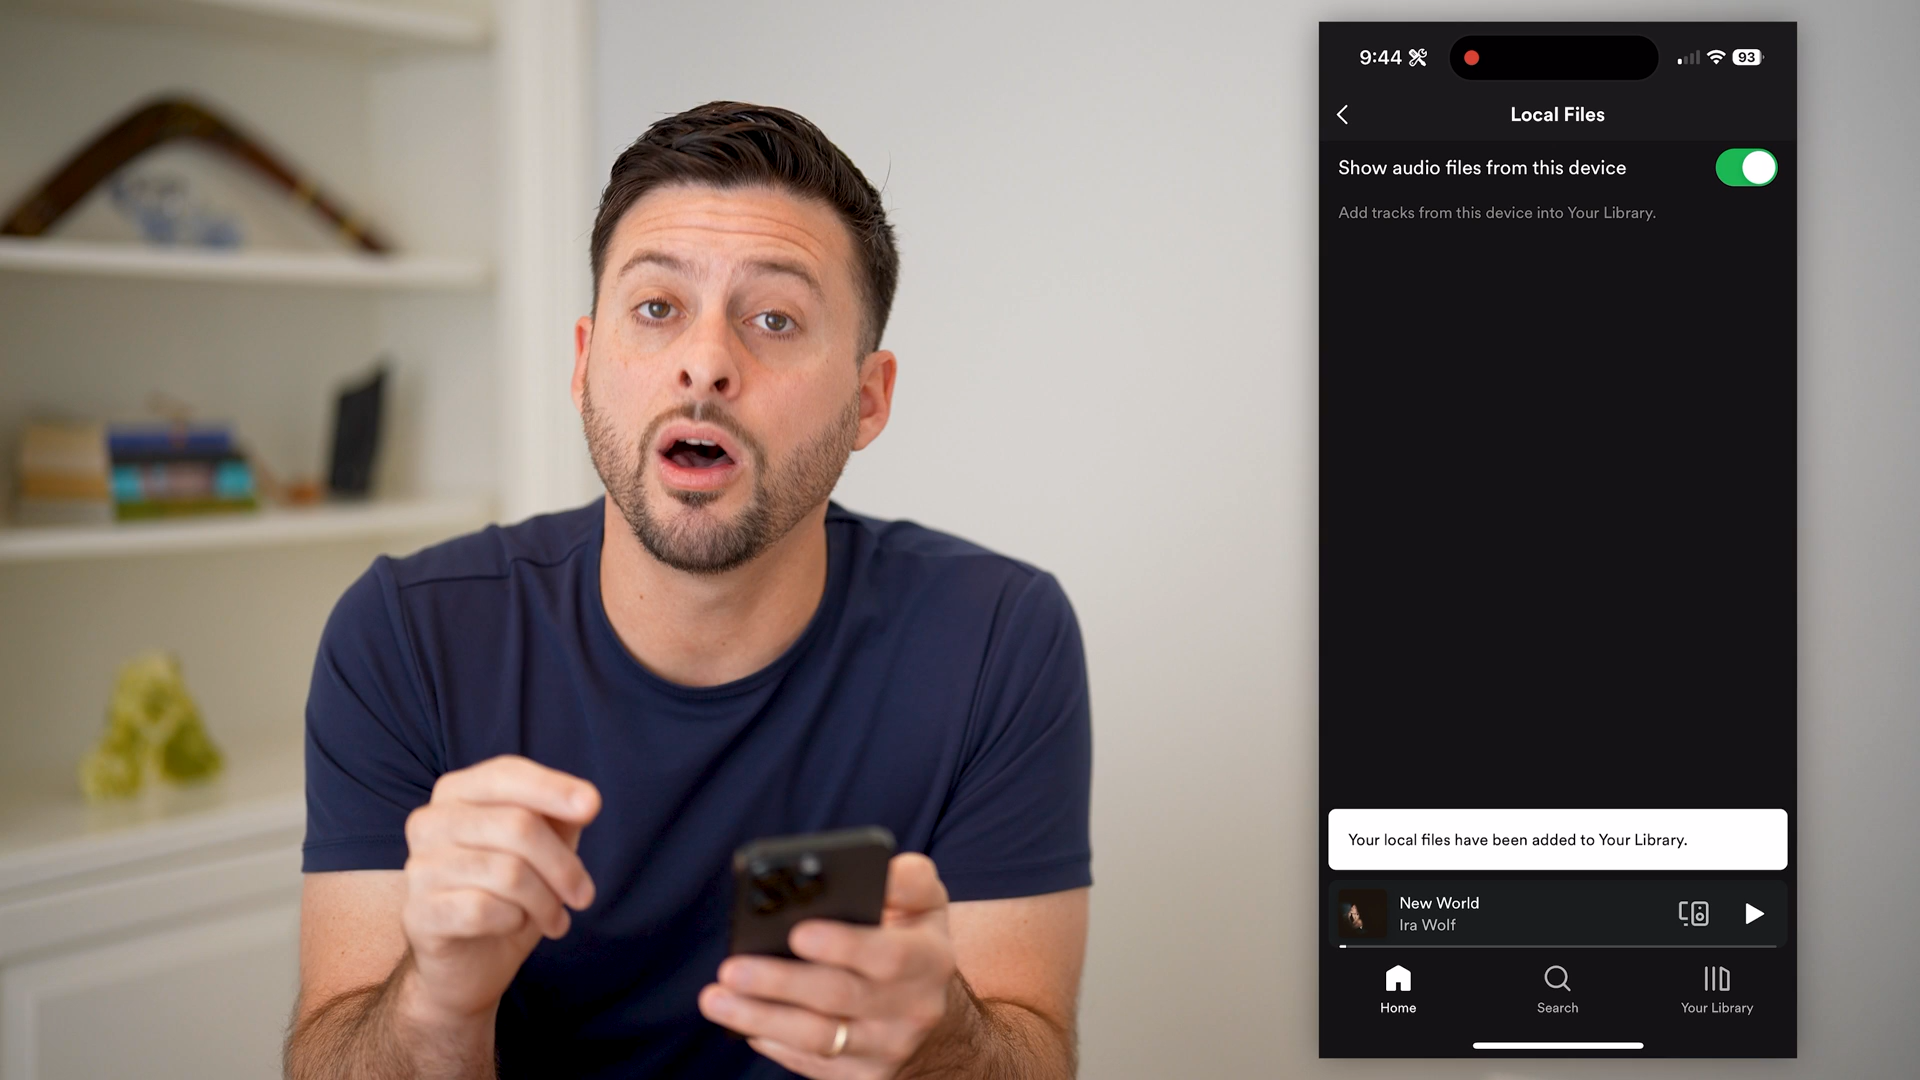 9:44
93
Local Files
Show audio files from this device
Add tracks from this device into Your Library.
Your local files have been added to Your Library.
New World
Ira Wolf
Home
Search
Your Library